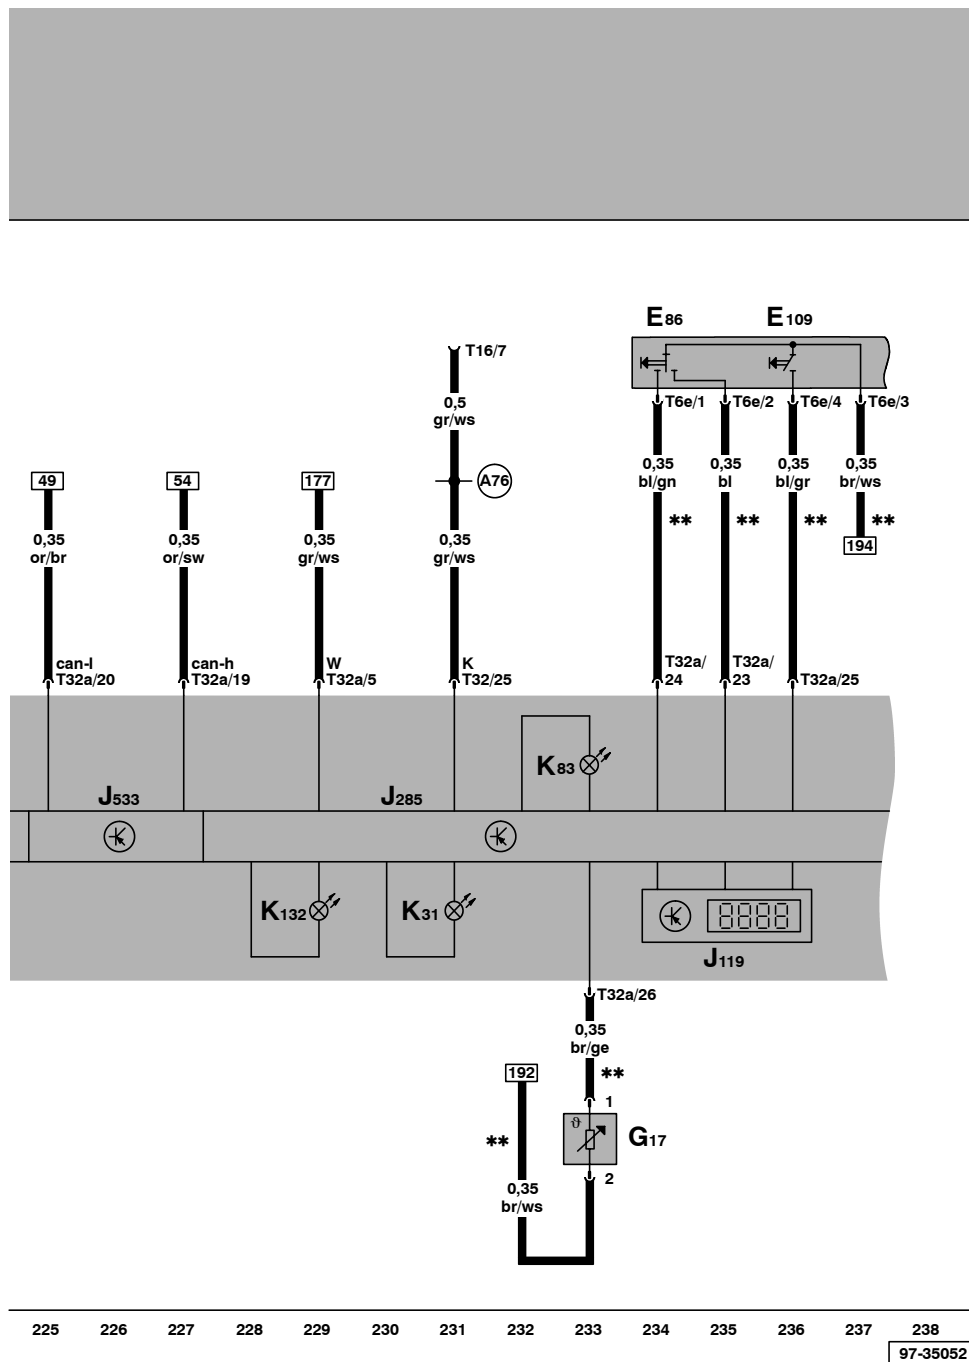 E86
E109
T16/7
T6e/1
T6e/2
T6e/4
T6e/3
0,5
gr/ws
0,35
bl/gn
0,35
bl
0,35
bl/gr
0,35
br/ws
49
54
177
A76
**
**
**
**
194
0,35
or/br
0,35
or/sw
0,35
gr/ws
0,35
gr/ws
can-l
T32a/20
can-h
T32a/19
W
T32a/5
K
T32/25
T32a/
24
T32a/
23
T32a/25
K83
J533
J285
K132
K31
8888
J119
T32a/26
0,35
br/ge
192
**
1
ϑ
G17
**
2
0,35
br/ws
225 226 227 228 229 230 231 232 233 234 235 236 237 238
97-35052